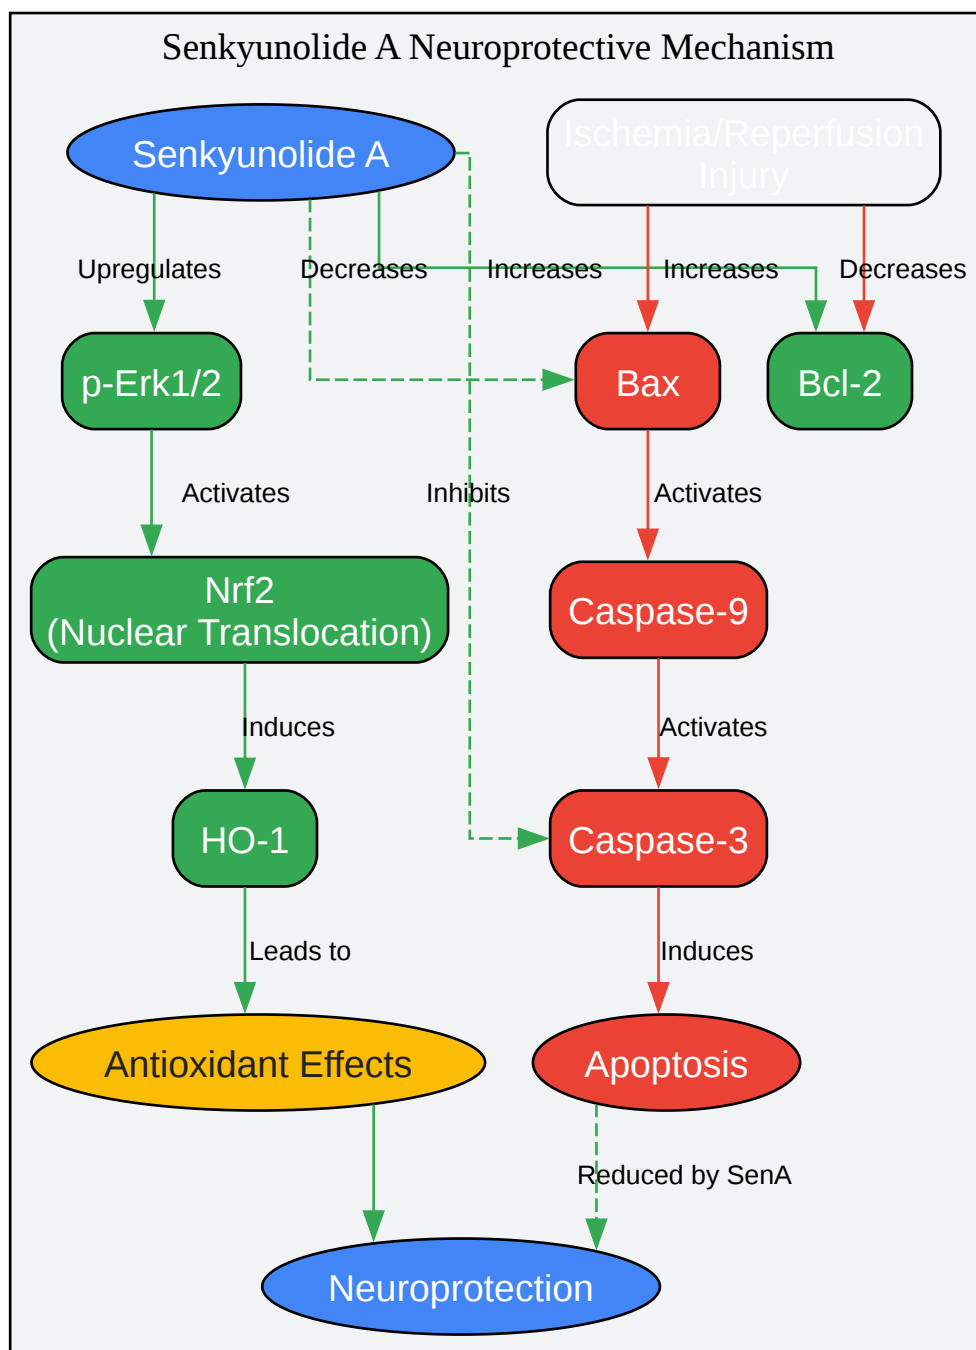 Senkyunolide A Neuroprotective Mechanism
Senkyunolide A
Ischemia/Reperfusion
Injury
Upregulates
Decreases
Increases
Increases
Decreases
p-Erk1/2
Bax
Bcl-2
Activates
Inhibits
Activates
Nrf2
(Nuclear Translocation)
Caspase-9
Induces
Activates
HO-1
Caspase-3
Leads to
Induces
Antioxidant Effects
Apoptosis
Reduced by SenA
Neuroprotection